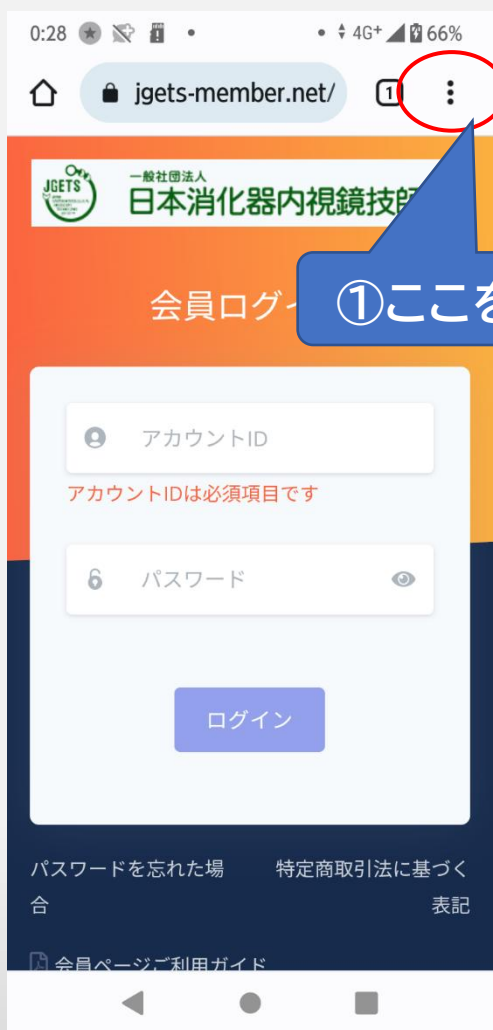 0:28
4G+
66%
jgets-member.net/
1
JGETS
一般社団法人
日本消化器内視鏡技
会員ログイ
①ここを
アカウントID
アカウントIDは必須項目です
パスワード
ログイン
パスワードを忘れた場
合
特定商取引法に基づく
表記
会員ページご利用ガイド